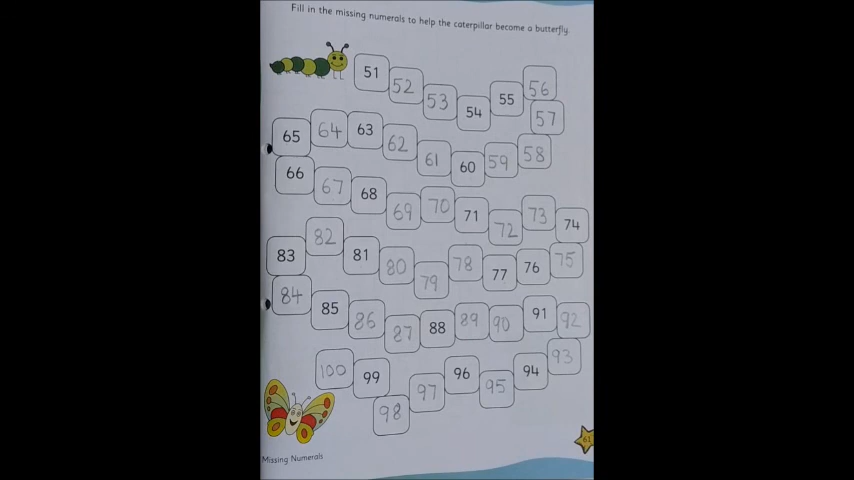 Fill in the missing numerals to help the caterpillar become a butterfly.
51 52 53 54 55 56
57
65 64 63 62 61 60 59 58
66 67 68 69 70 71 72 73 74
83 82 81 80 79 78 77 76 75
84 85 86 87 88 89 90 91 92
100 99 98 97 96 95 94 93
61
Missing Numerals